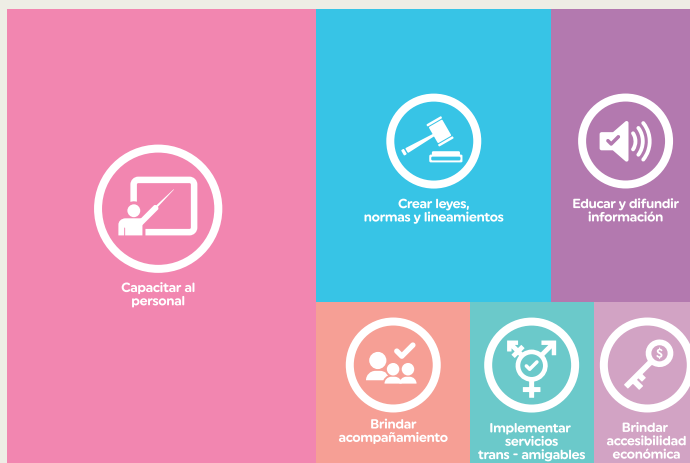 Capacitar al
personal
Crear leyes,
normas y lineamientos
Educar y difundir
información
Brindar
acompañamiento
Implementar
servicios
trans - amigables
Brindar
accesibilidad
económica
$